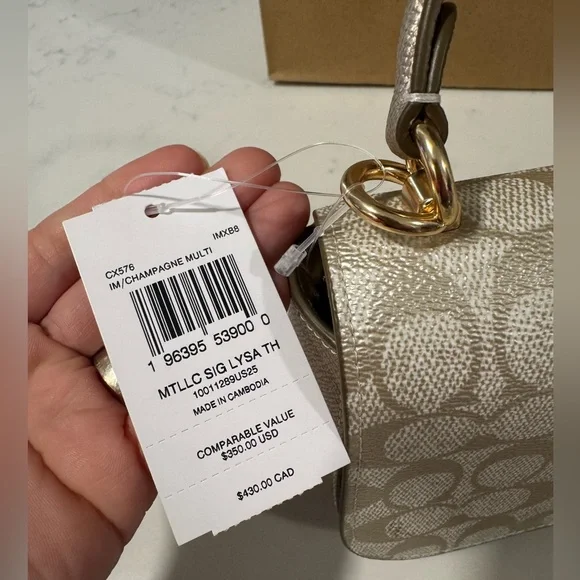 IMXB8
CX576
IM/CHAMPAGNE MULTI
1 96395 53900 0
MTLLC SIG LYSA TH
10011289US25
MADE IN CAMBODIA
COMPARABLE VALUE
$350.00 USD
$430.00 CAD